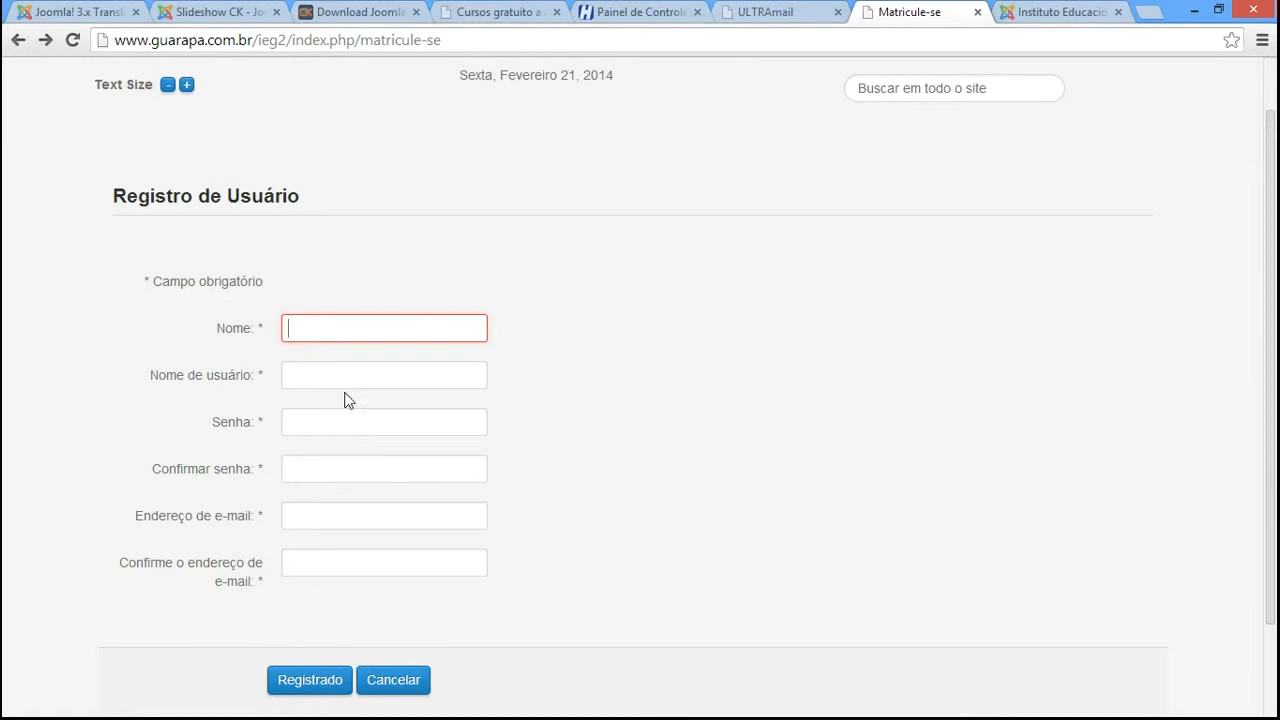 Joomla! 3.x Transl
Slideshow CK - Jo
CK Download Joomla
Cursos gratuito a
H Painel de Controle
ULTRAmail
Matricule-se
Instituto Educacio
www.guarapa.com.br/ieg2/index.php/matricule-se
Text Size - +
Sexta, Fevereiro 21, 2014
Buscar em todo o site
Registro de Usuário
* Campo obrigatório
Nome: *
Nome de usuário: *
Senha: *
Confirmar senha: *
Endereço de e-mail: *
Confirme o endereço de
e-mail: *
Registrado
Cancelar